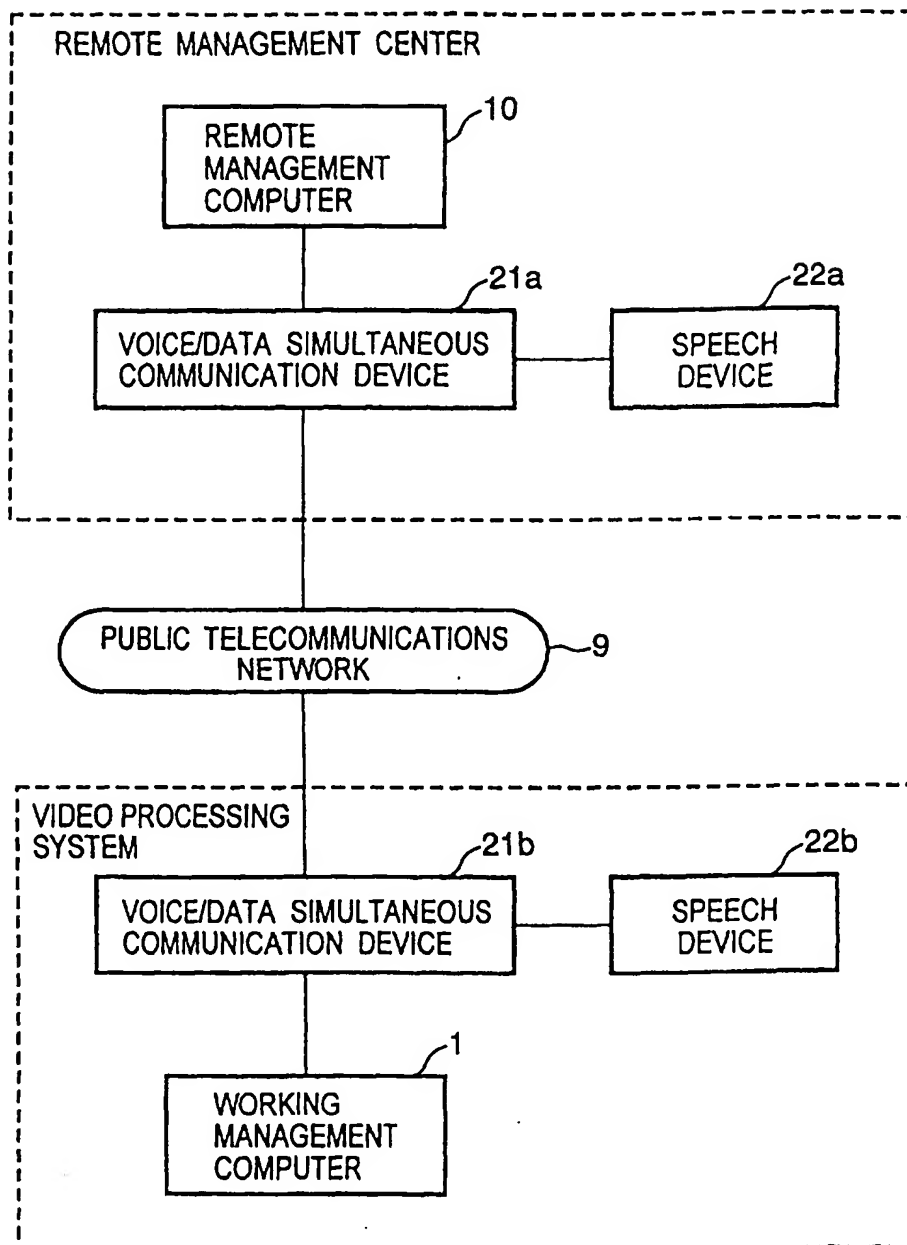 REMOTE MANAGEMENT CENTER
10
REMOTE
MANAGEMENT
COMPUTER
21a
22a
VOICE/DATA SIMULTANEOUS
COMMUNICATION DEVICE
SPEECH
DEVICE
PUBLIC TELECOMMUNICATIONS
NETWORK
9
VIDEO PROCESSING
SYSTEM
21b
22b
VOICE/DATA SIMULTANEOUS
COMMUNICATION DEVICE
SPEECH
DEVICE
1
WORKING
MANAGEMENT
COMPUTER